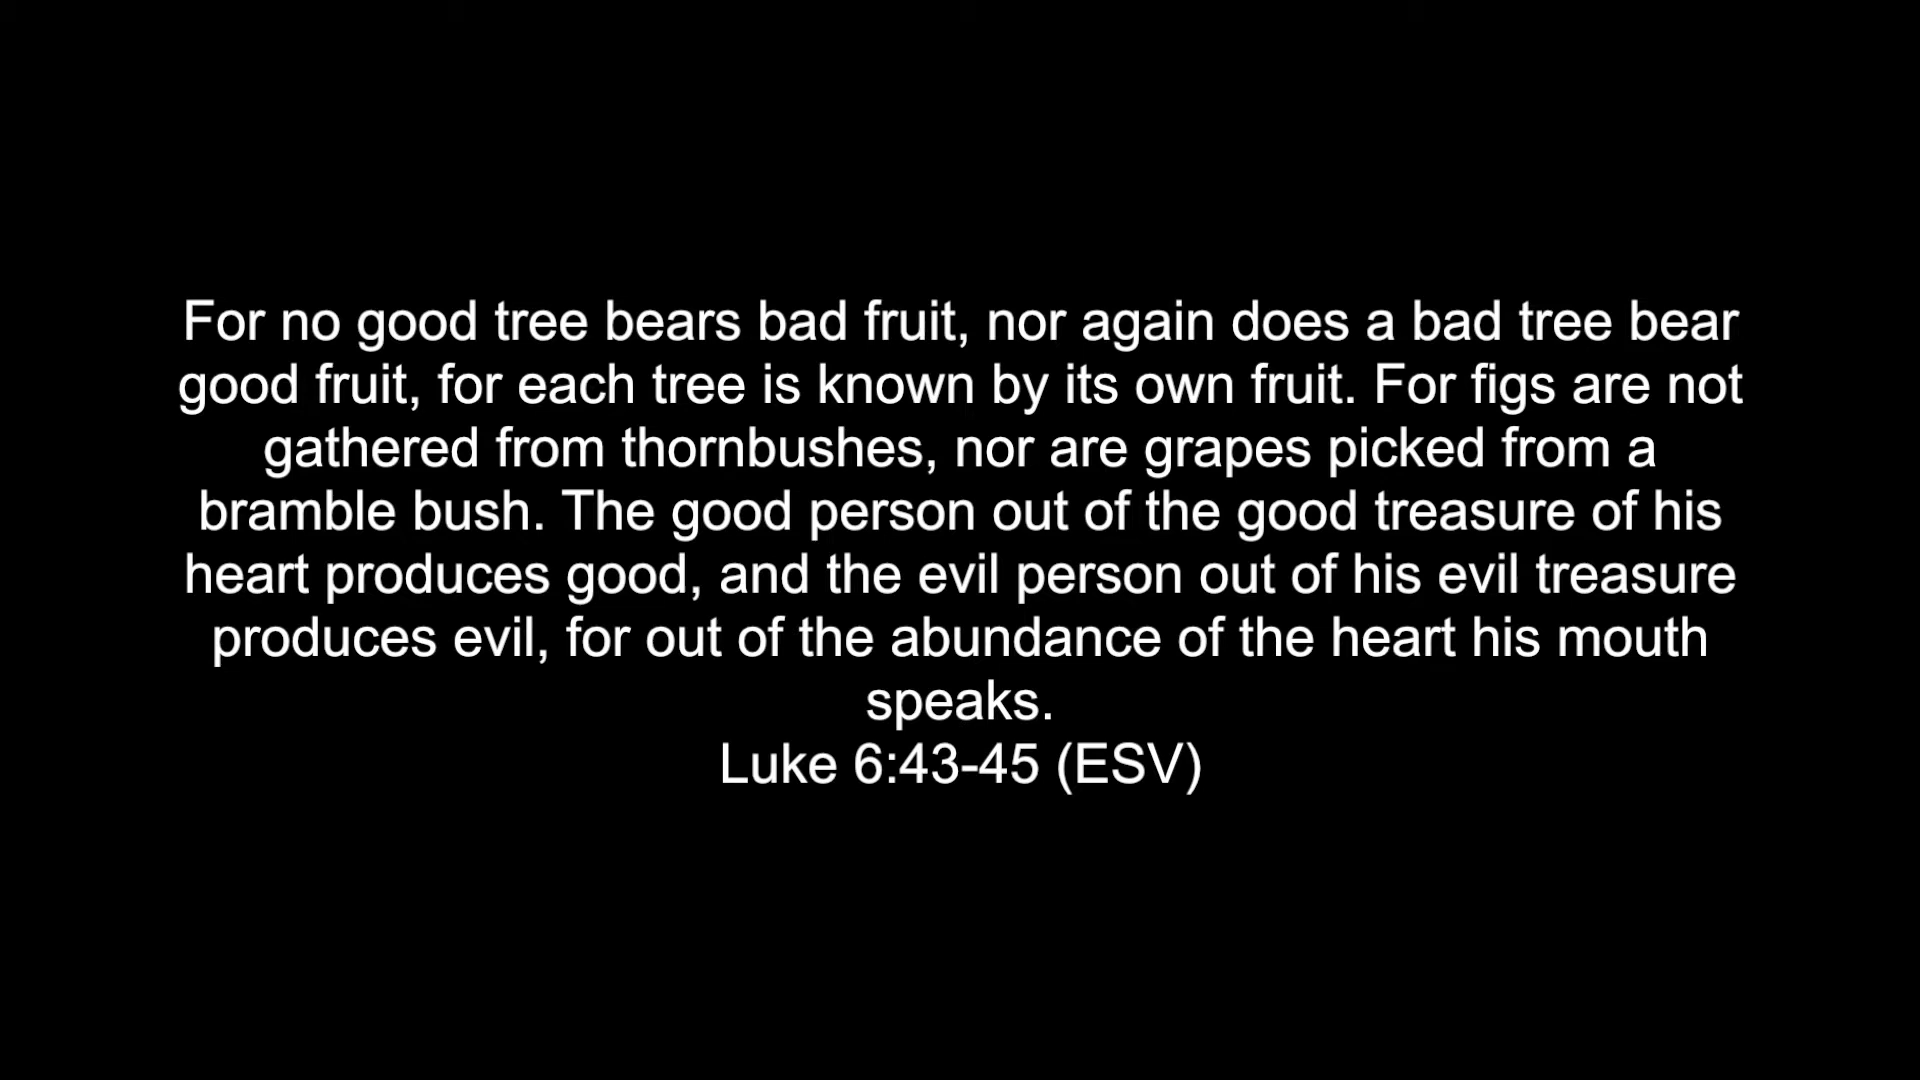 For no good tree bears bad fruit, nor again does a bad tree bear
good fruit, for each tree is known by its own fruit. For figs are not
gathered from thornbushes, nor are grapes picked from a
bramble bush. The good person out of the good treasure of his
heart produces good, and the evil person out of his evil treasure
produces evil, for out of the abundance of the heart his mouth
speaks.
Luke 6:43-45 (ESV)